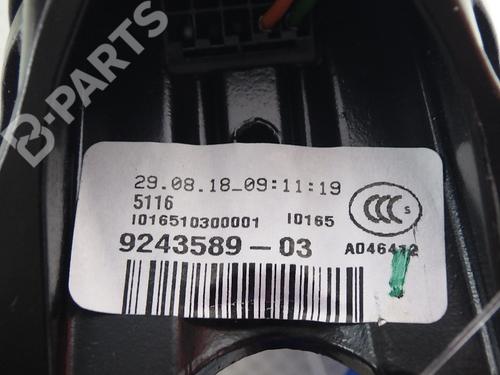 B-PARTS
29.08.18_09:11:19
5116
I016510300001 I0165
CCC S
9243589-03 A046412